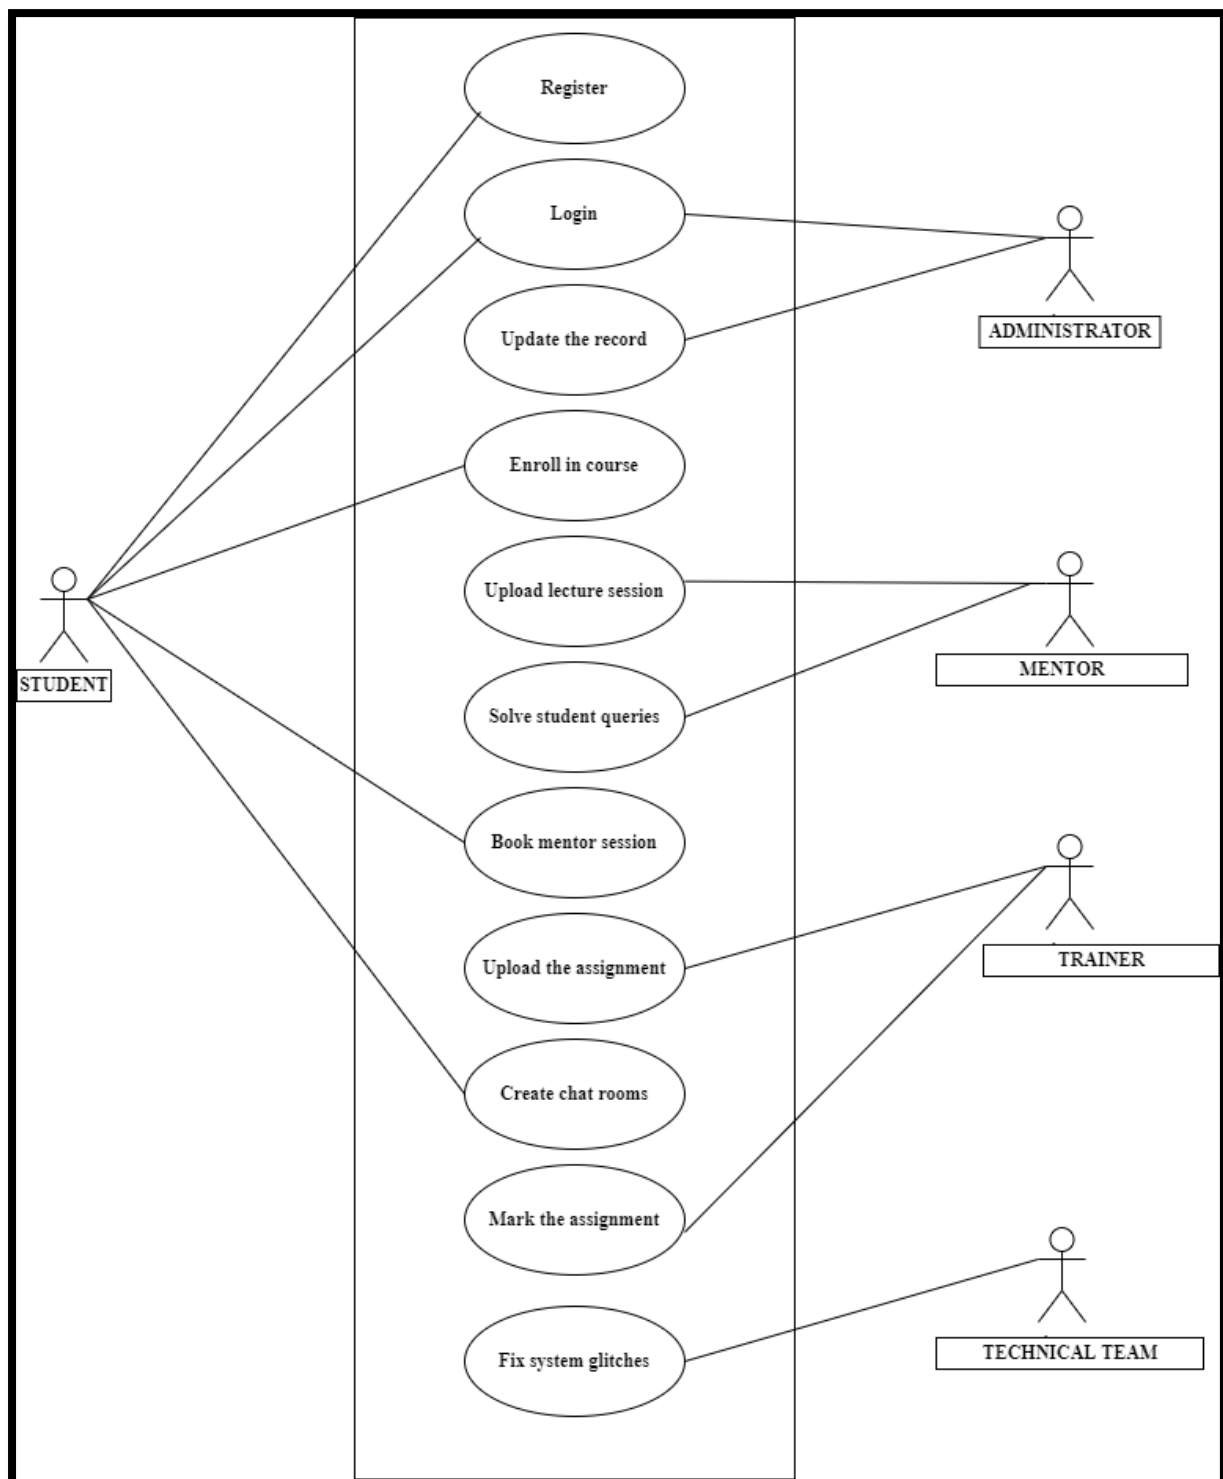 Register
Login
Update the record
ADMINISTRATOR
Enroll in course
Upload lecture session
STUDENT
MENTOR
Solve student queries
Book mentor session
Upload the assignment
TRAINER
Create chat rooms
Mark the assignment
Fix system glitches
TECHNICAL TEAM